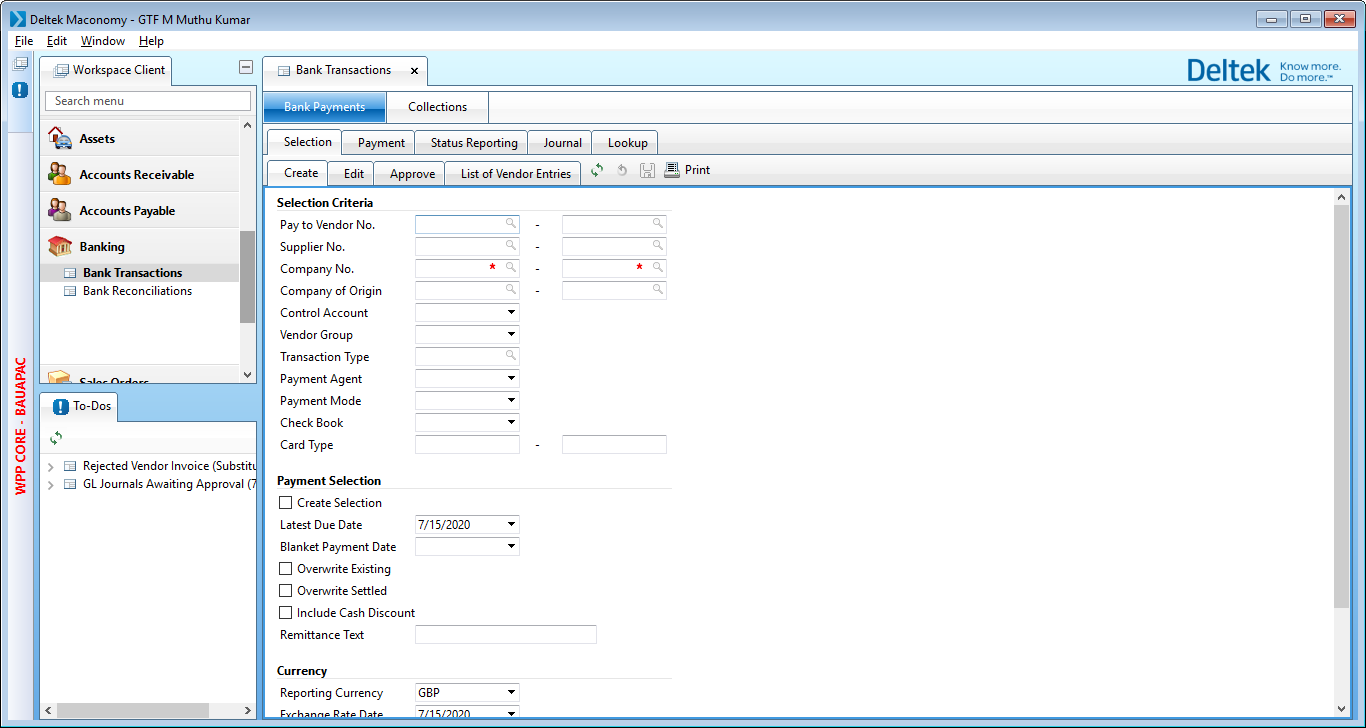 Deltek Maconomy - GTF M Muthu Kumar
File Edit Window Help
Workspace Client
Search menu
Assets
Accounts Receivable
Accounts Payable
Banking
Bank Transactions
Bank Reconciliations
Sales Orders
To-Dos
Rejected Vendor Invoice (Substitu
GL Journals Awaiting Approval (7
WPP CORE - BAUAPAC
Bank Transactions
Deltek Know more.
Do more.™
Bank Payments Collections
Selection Payment Status Reporting Journal Lookup
Create Edit Approve List of Vendor Entries Print
Selection Criteria
Pay to Vendor No. -
Supplier No. -
Company No. * - *
Company of Origin -
Control Account
Vendor Group
Transaction Type
Payment Agent
Payment Mode
Check Book
Card Type -
Payment Selection
Create Selection
Latest Due Date 7/15/2020
Blanket Payment Date
Overwrite Existing
Overwrite Settled
Include Cash Discount
Remittance Text
Currency
Reporting Currency GBP
Exchange Rate Date 7/15/2020